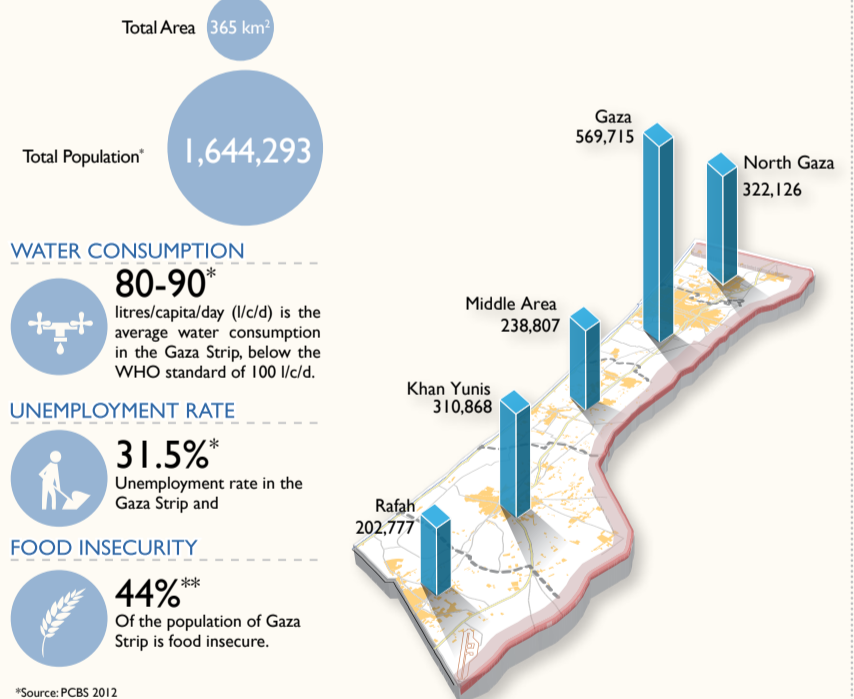 Total Area
365 km²
Total Population*
1,644,293
WATER CONSUMPTION
80-90*
litres/capita/day (l/c/d) is the
average water consumption
in the Gaza Strip, below the
WHO standard of 100 l/c/d.
UNEMPLOYMENT RATE
31.5%*
Unemployment rate in the
Gaza Strip and
FOOD INSECURITY
44%**
Of the population of Gaza
Strip is food insecure.
*Source: PCBS 2012
Gaza
569,715
North Gaza
322,126
Middle Area
238,807
Khan Yunis
310,868
Rafah
202,777